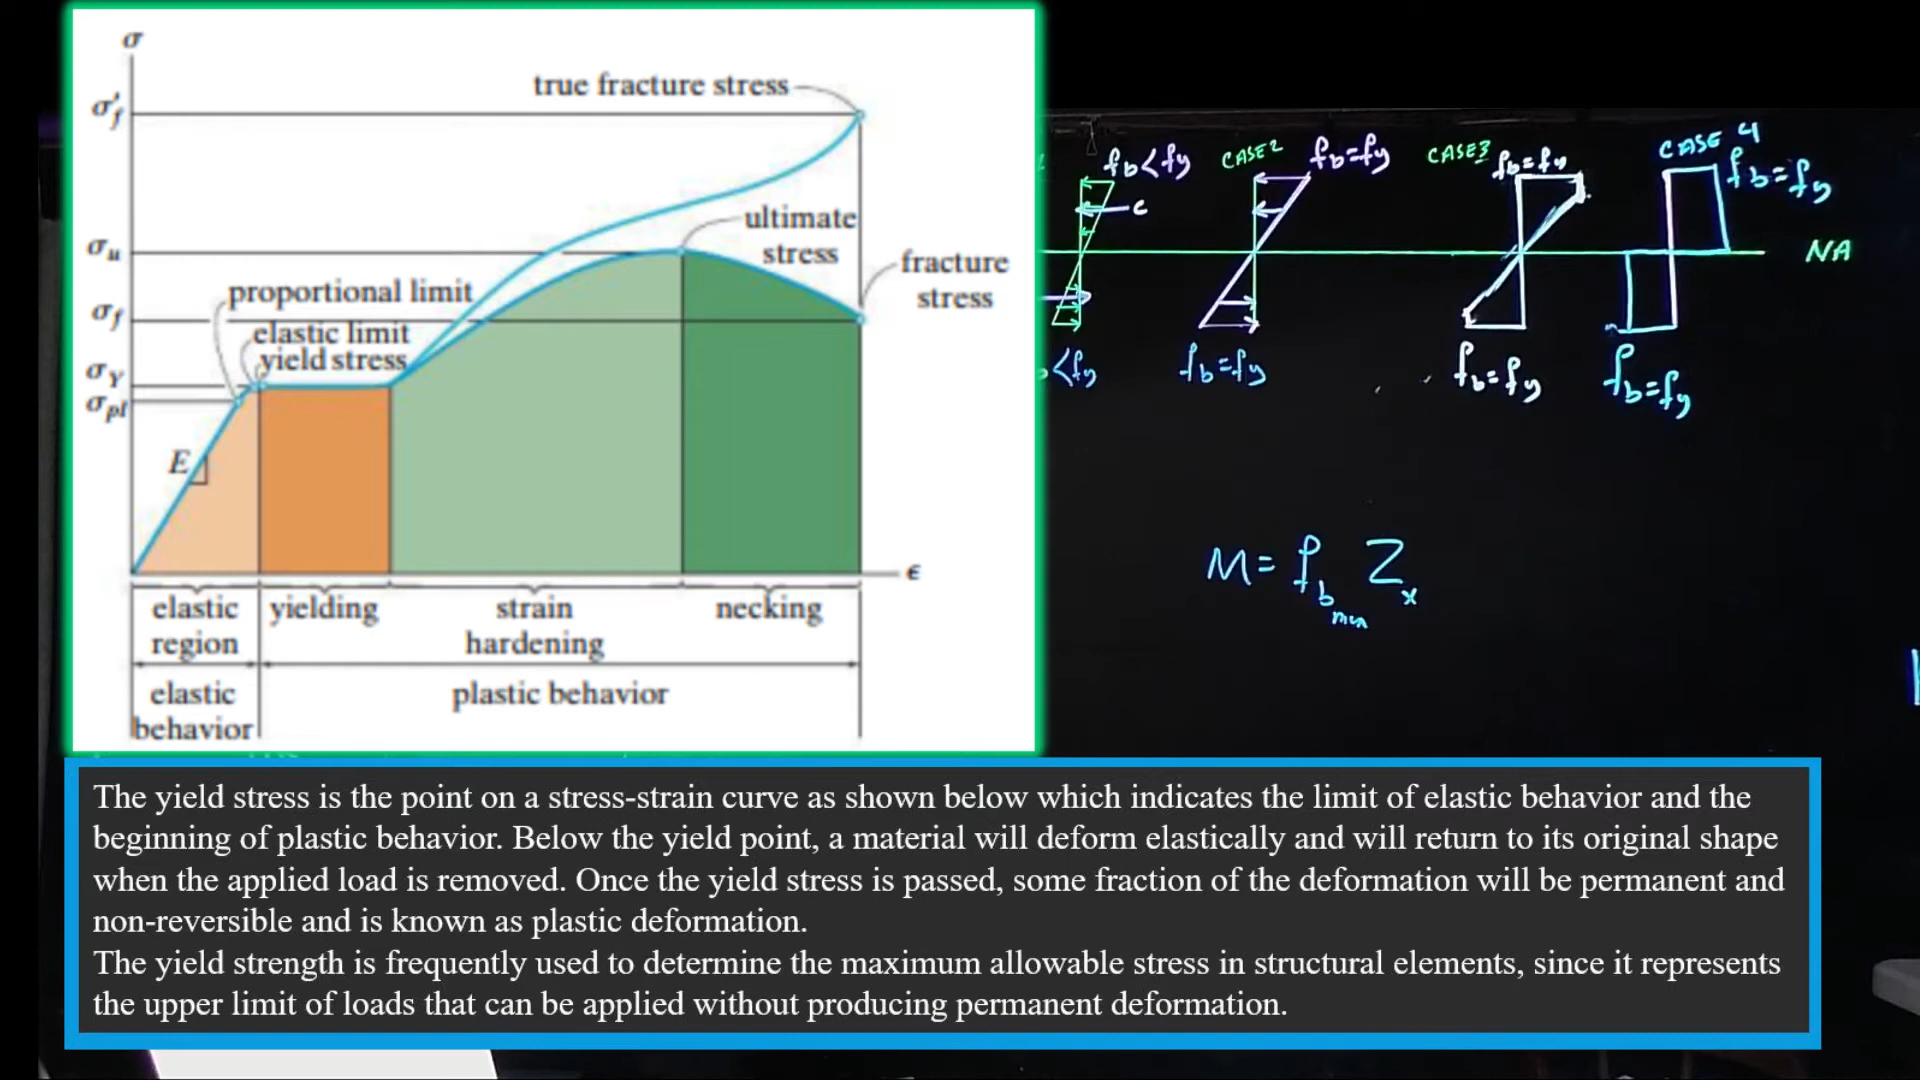 σ
true fracture stress
σ′f
ultimate
stress
σu
fracture
stress
proportional limit
σf
elastic limit
yield stress
σY
σpl
E
ϵ
elastic
region
yielding
strain
hardening
necking
elastic
behavior
plastic behavior
fb<fy
CASE 2
fb=fy
CASE 3
fb=fy
CASE 4
fb=fy
C
NA
<fy
fb=fy
fb=fy
fb=fy
M = fb Zx
The yield stress is the point on a stress-strain curve as shown below which indicates the limit of elastic behavior and the
beginning of plastic behavior. Below the yield point, a material will deform elastically and will return to its original shape
when the applied load is removed. Once the yield stress is passed, some fraction of the deformation will be permanent and
non-reversible and is known as plastic deformation.
The yield strength is frequently used to determine the maximum allowable stress in structural elements, since it represents
the upper limit of loads that can be applied without producing permanent deformation.